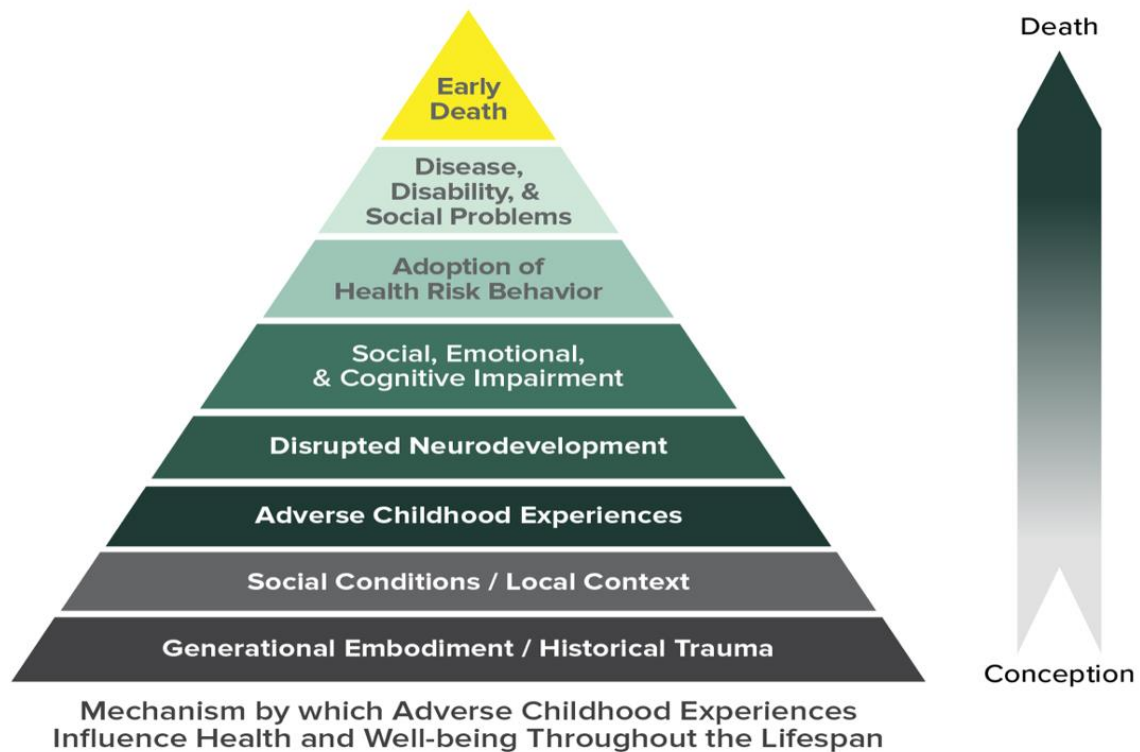 Early
Death
Disease,
Disability, &
Social Problems
Adoption of
Health Risk Behavior
Social, Emotional,
& Cognitive Impairment
Disrupted Neurodevelopment
Adverse Childhood Experiences
Social Conditions / Local Context
Generational Embodiment / Historical Trauma
Mechanism by which Adverse Childhood Experiences
Influence Health and Well-being Throughout the Lifespan
Death
Conception